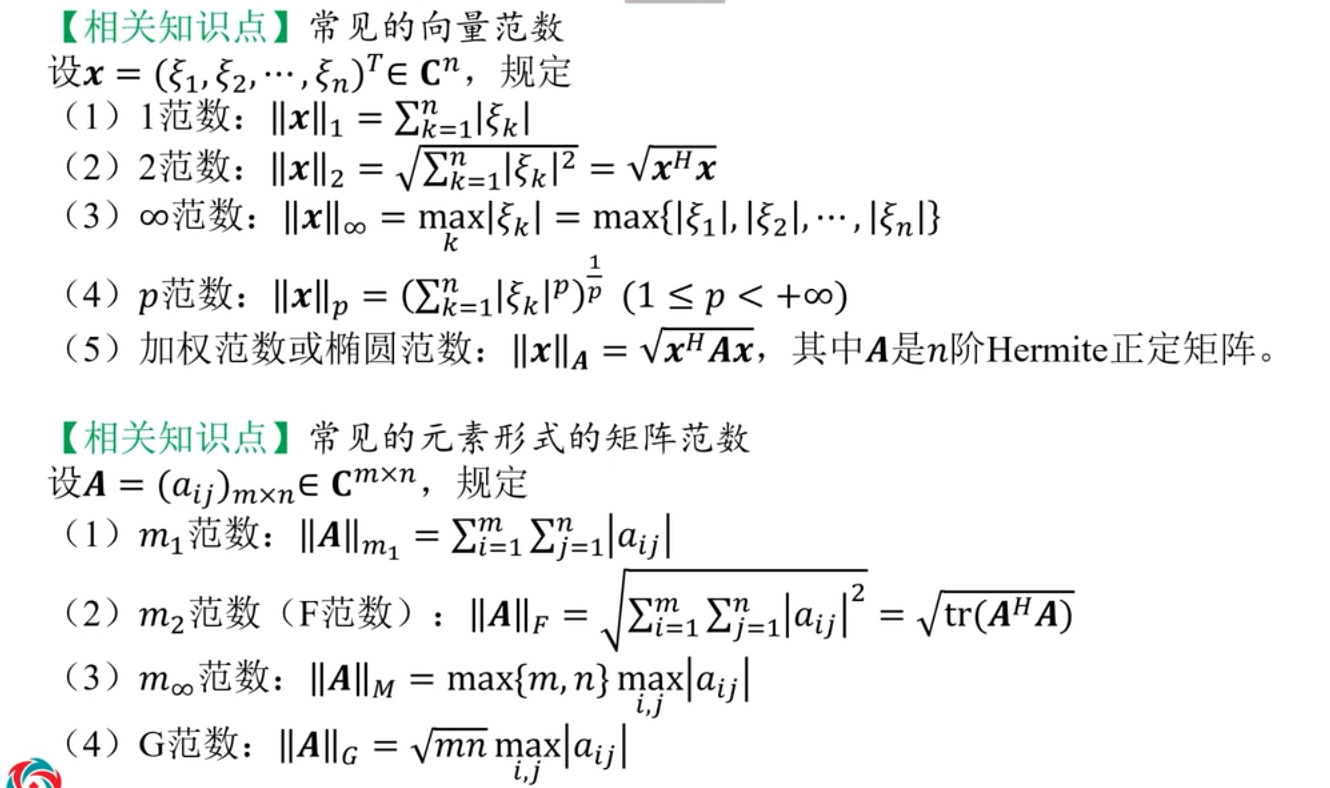 【相关知识点】常见的向量范数
设𝒙 = (ξ₁, ξ₂, ⋯, ξₙ)ᵀ∈ 𝐂ⁿ，规定
（1）1范数：‖𝒙‖₁ = ∑ₖ₌₁ⁿ|ξₖ|
（2）2范数：‖𝒙‖₂ = √(∑ₖ₌₁ⁿ|ξₖ|²) = √(𝒙ᴴ𝒙)
（3）∞范数：‖𝒙‖_∞ = max_k|ξₖ| = max{|ξ₁|, |ξ₂|, ⋯, |ξₙ|}
（4）p范数：‖𝒙‖ₚ = (∑ₖ₌₁ⁿ|ξₖ|ᵖ)^(1/p) (1 ≤ p < +∞)
（5）加权范数或椭圆范数：‖𝒙‖_𝑨 = √(𝒙ᴴ𝑨𝒙)，其中𝑨是n阶Hermite正定矩阵。
【相关知识点】常见的元素形式的矩阵范数
设𝑨 = (aᵢⱼ)ₘ×ₙ∈ 𝐂^(m×n)，规定
（1）m₁范数：‖𝑨‖_(m₁) = ∑ᵢ₌₁ᵐ ∑ⱼ₌₁ⁿ|aᵢⱼ|
（2）m₂范数（F范数）：‖𝑨‖_F = √(∑ᵢ₌₁ᵐ ∑ⱼ₌₁ⁿ|aᵢⱼ|²) = √(tr(𝑨ᴴ𝑨))
（3）m_∞范数：‖𝑨‖_M = max{m, n} max_(i,j)|aᵢⱼ|
（4）G范数：‖𝑨‖_G = √(mn) max_(i,j)|aᵢⱼ|